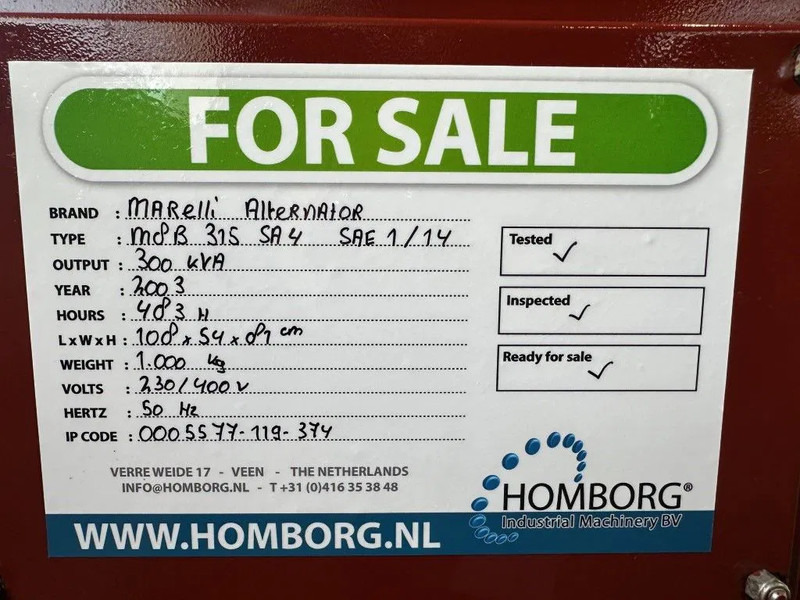 FOR SALE
BRAND : MARelli AlterNAtor
TYPE : M8B 315 SA4 SAE 1/14
OUTPUT : 300 kVA
YEAR : 2003
HOURS : 483 H
L x W x H : 108 x 54 x 81 cm
WEIGHT : 1.000 kg
VOLTS : 230/400 V
HERTZ : 50 Hz
IP CODE : 0005577-119-374
Tested ✓
Inspected ✓
Ready for sale ✓
VERRE WEIDE 17 - VEEN - THE NETHERLANDS
INFO@HOMBORG.NL - T +31 (0)416 35 38 48
HOMBORG®
Industrial Machinery BV
WWW.HOMBORG.NL